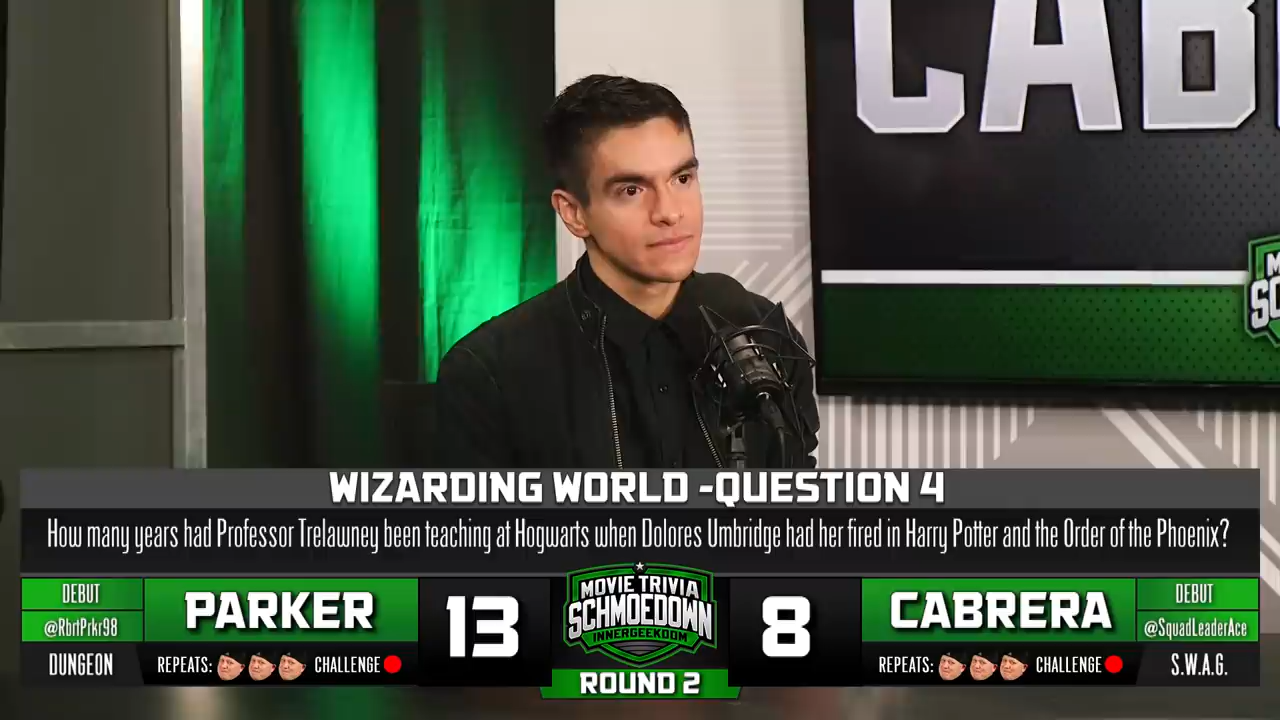 CAB
WIZARDING WORLD -QUESTION 4
How many years had Professor Trelawney been teaching at Hogwarts when Dolores Umbridge had her fired in Harry Potter and the Order of the Phoenix?
DEBUT
@RbrtPrkr98
DUNGEON
PARKER
REPEATS: CHALLENGE
13
MOVIE TRIVIA
SCHMOEDOWN
INNERGEEKDOM
ROUND 2
8
CABRERA
REPEATS: CHALLENGE
DEBUT
@SquadLeaderAce
S.W.A.G.